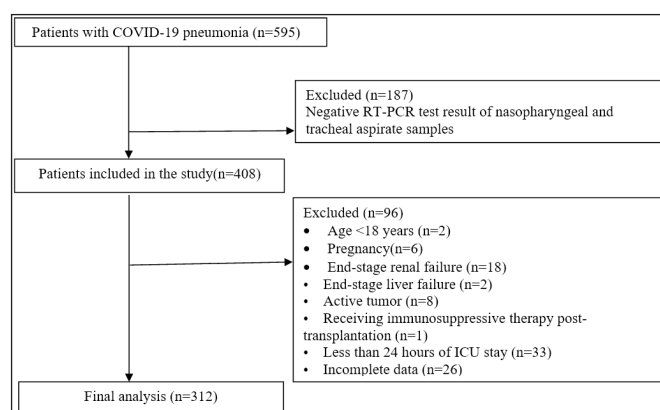 Patients with COVID-19 pneumonia (n=595)
Excluded (n=187)
Negative RT-PCR test result of nasopharyngeal and
tracheal aspirate samples
Patients included in the study(n=408)
Excluded (n=96)
• Age <18 years (n=2)
• Pregnancy(n=6)
• End-stage renal failure (n=18)
• End-stage liver failure (n=2)
• Active tumor (n=8)
• Receiving immunosuppressive therapy post-
transplantation (n=1)
• Less than 24 hours of ICU stay (n=33)
• Incomplete data (n=26)
Final analysis (n=312)